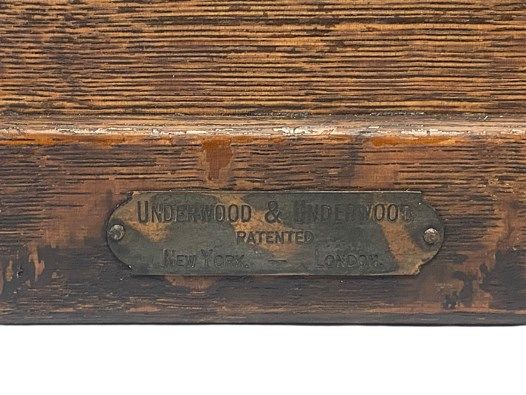 UNDERWOOD & UNDERWOOD
PATENTED
NEW YORK. — LONDON.